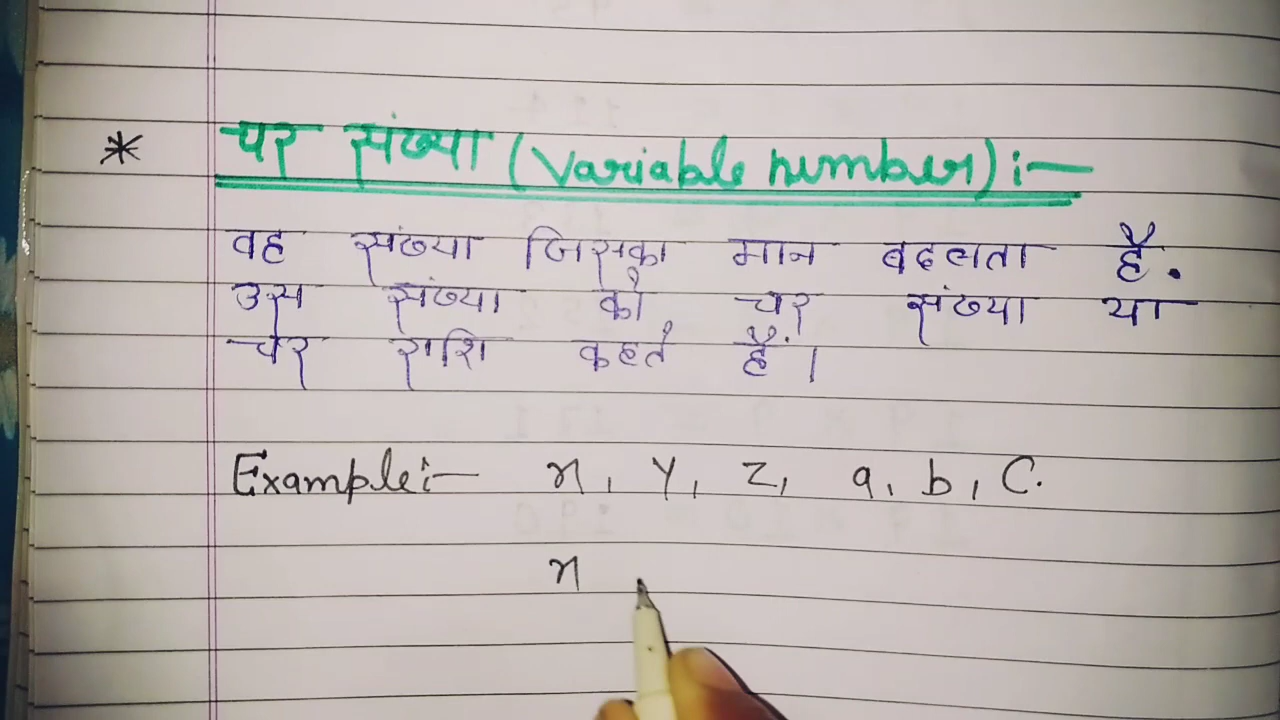 * चर संख्या (Variable number) :—
वह संख्या जिसका मान बदलता है.
उस संख्या को चर संख्या या
चर राशि कहते हैं।
Example:— x, y, z, a, b, c.
x